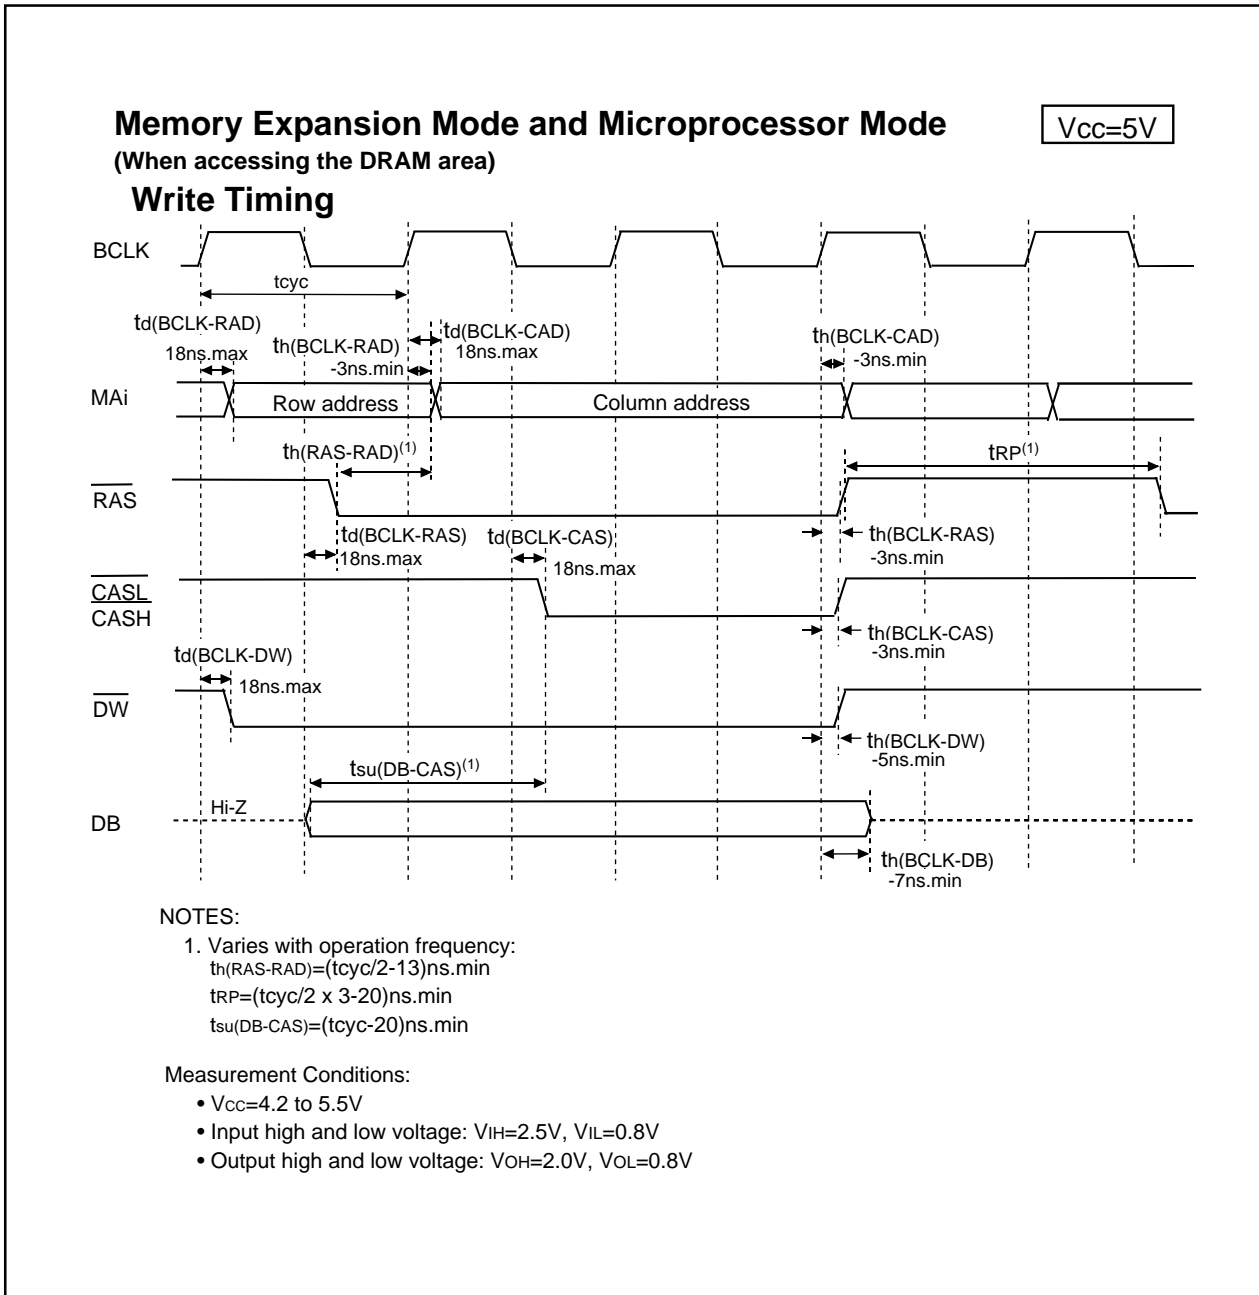 Memory Expansion Mode and Microprocessor Mode
Vcc=5V
(When accessing the DRAM area)
Write Timing
BCLK
tcyc
td(BCLK-RAD)
18ns.max
th(BCLK-RAD)
-3ns.min
td(BCLK-CAD)
18ns.max
th(BCLK-CAD)
-3ns.min
MAi
Row address
Column address
th(RAS-RAD)(1)
tRP(1)
RAS
td(BCLK-RAS)
18ns.max
td(BCLK-CAS)
18ns.max
th(BCLK-RAS)
-3ns.min
CASL
CASH
th(BCLK-CAS)
-3ns.min
td(BCLK-DW)
18ns.max
DW
th(BCLK-DW)
-5ns.min
tsu(DB-CAS)(1)
Hi-Z
DB
th(BCLK-DB)
-7ns.min
NOTES:
1. Varies with operation frequency:
th(RAS-RAD)=(tcyc/2-13)ns.min
tRP=(tcyc/2 x 3-20)ns.min
tsu(DB-CAS)=(tcyc-20)ns.min
Measurement Conditions:
• VCC=4.2 to 5.5V
• Input high and low voltage: VIH=2.5V, VIL=0.8V
• Output high and low voltage: VOH=2.0V, VOL=0.8V